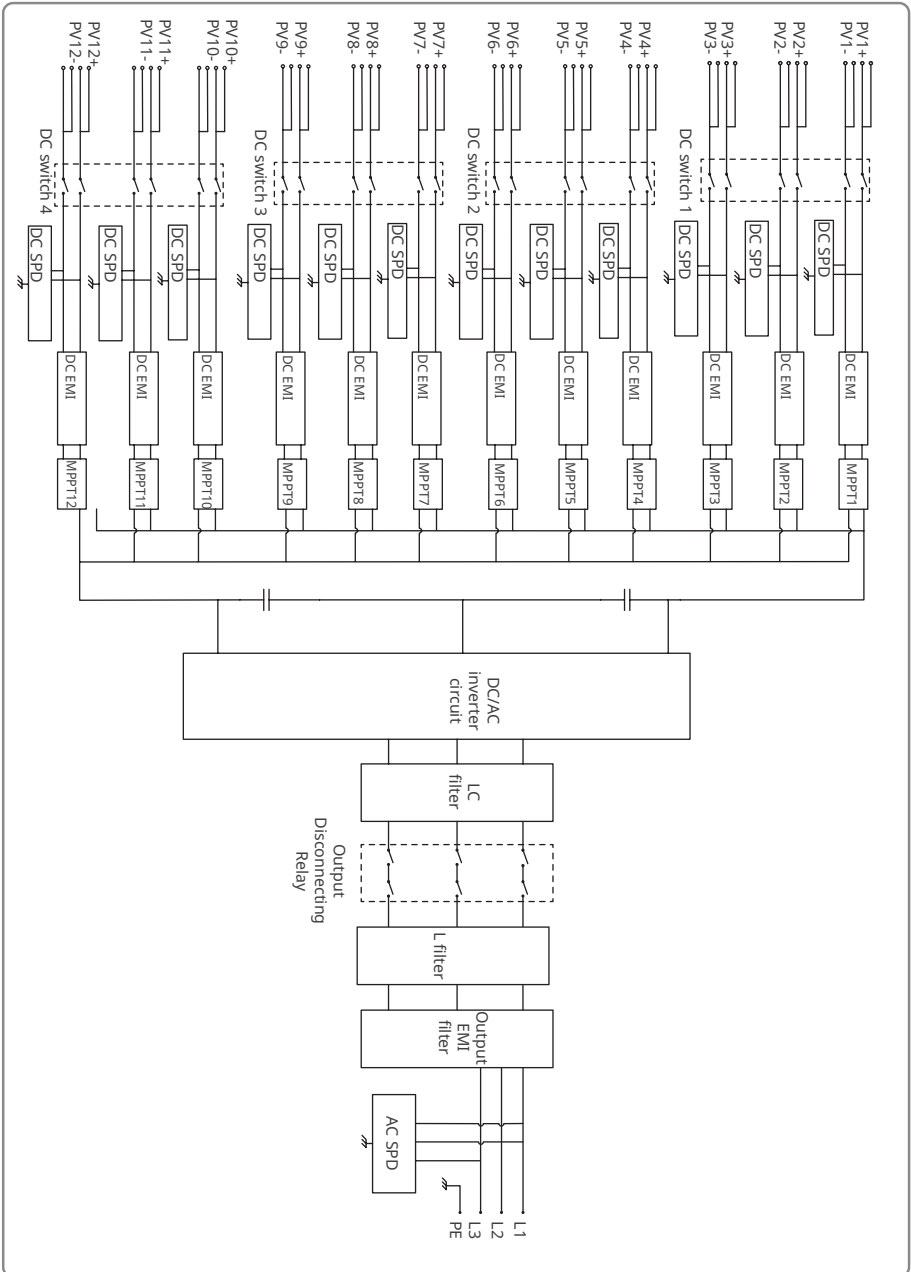 PV1+
PV1-
PV2+
PV2-
PV3+
PV3-
PV4+
PV4-
PV5+
PV5-
PV6+
PV6-
PV7+
PV7-
PV8+
PV8-
PV9+
PV9-
PV10+
PV10-
PV11+
PV11-
PV12+
PV12-
DC switch 1
DC switch 2
DC switch 3
DC switch 4
DC SPD
DC SPD
DC SPD
DC SPD
DC SPD
DC SPD
DC SPD
DC SPD
DC SPD
DC SPD
DC SPD
DC SPD
DC EMI
DC EMI
DC EMI
DC EMI
DC EMI
DC EMI
DC EMI
DC EMI
DC EMI
DC EMI
DC EMI
DC EMI
MPPT1
MPPT2
MPPT3
MPPT4
MPPT5
MPPT6
MPPT7
MPPT8
MPPT9
MPPT10
MPPT11
MPPT12
DC/AC
inverter
circuit
LC
filter
Output
Disconnecting
Relay
L filter
Output
EMI
filter
AC SPD
L1
L2
L3
PE